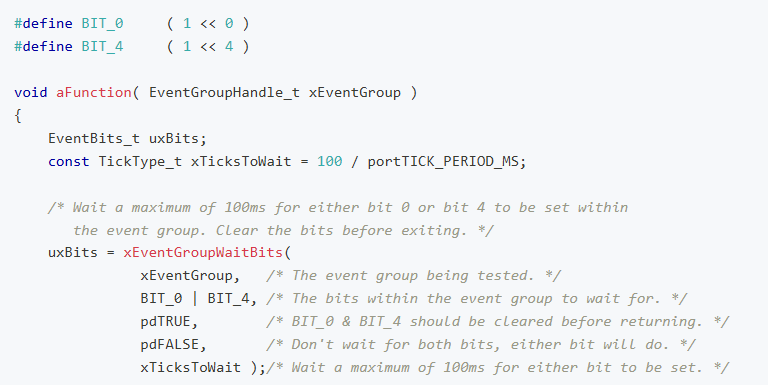 #define BIT_0     ( 1 << 0 )
#define BIT_4     ( 1 << 4 )
void aFunction( EventGroupHandle_t xEventGroup )
{
    EventBits_t uxBits;
    const TickType_t xTicksToWait = 100 / portTICK_PERIOD_MS;
    /* Wait a maximum of 100ms for either bit 0 or bit 4 to be set within
       the event group. Clear the bits before exiting. */
    uxBits = xEventGroupWaitBits(
               xEventGroup,   /* The event group being tested. */
               BIT_0 | BIT_4, /* The bits within the event group to wait for. */
               pdTRUE,        /* BIT_0 & BIT_4 should be cleared before returning. */
               pdFALSE,       /* Don't wait for both bits, either bit will do. */
               xTicksToWait );/* Wait a maximum of 100ms for either bit to be set. */